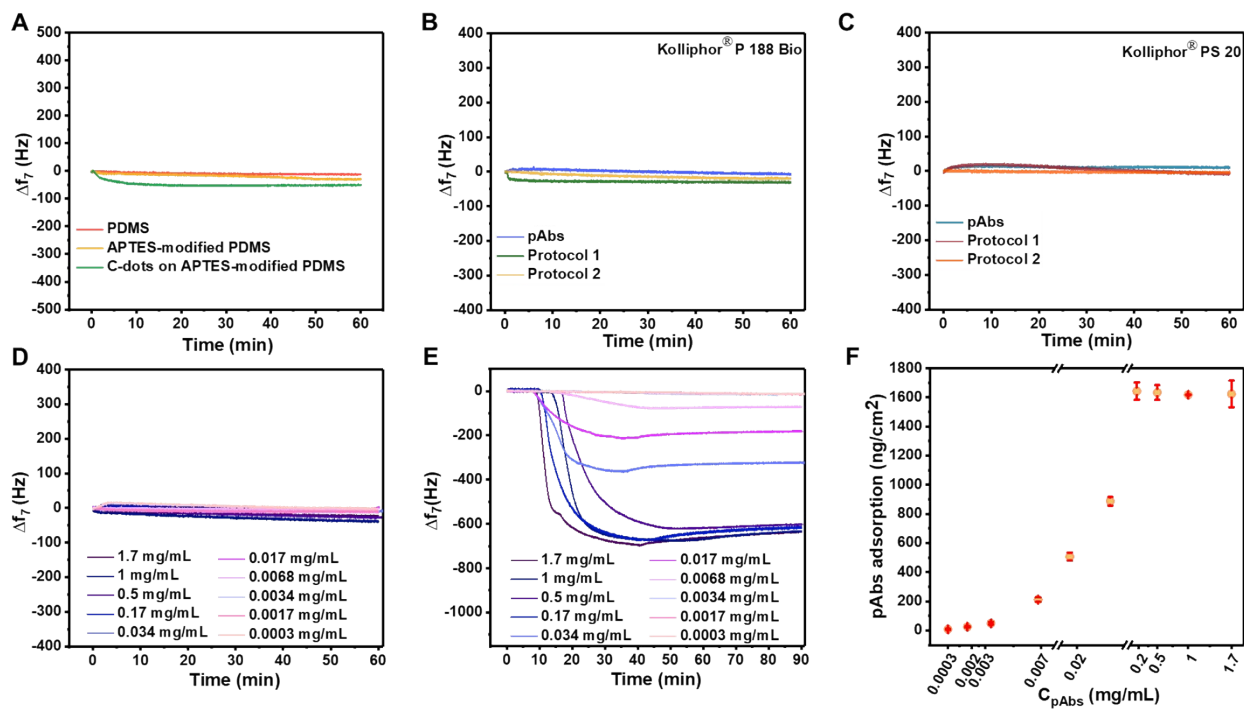 A
500
400
300
200
100
0
-100
-200
-300
-400
-500
Δf7 (Hz)
PDMS
APTES-modified PDMS
C-dots on APTES-modified PDMS
0 10 20 30 40 50 60
Time (min)
B
400
300
200
100
0
-100
-200
-300
-400
Δf7 (Hz)
Kolliphor® P 188 Bio
pAbs
Protocol 1
Protocol 2
0 10 20 30 40 50 60
Time (min)
C
400
300
200
100
0
-100
-200
-300
-400
Δf7 (Hz)
Kolliphor® PS 20
pAbs
Protocol 1
Protocol 2
0 10 20 30 40 50 60
Time (min)
D
400
300
200
100
0
-100
-200
-300
-400
Δf7 (Hz)
1.7 mg/mL
1 mg/mL
0.5 mg/mL
0.17 mg/mL
0.034 mg/mL
0.017 mg/mL
0.0068 mg/mL
0.0034 mg/mL
0.0017 mg/mL
0.0003 mg/mL
0 10 20 30 40 50 60
Time (min)
E
0
-200
-400
-600
-800
-1000
Δf7(Hz)
1.7 mg/mL
1 mg/mL
0.5 mg/mL
0.17 mg/mL
0.034 mg/mL
0.017 mg/mL
0.0068 mg/mL
0.0034 mg/mL
0.0017 mg/mL
0.0003 mg/mL
0 10 20 30 40 50 60 70 80 90
Time (min)
F
1800
1600
1400
1200
1000
800
600
400
200
0
pAbs adsorption (ng/cm2)
0.0003 0.002 0.003 0.007 0.02 0.2 0.5 1 1.7
CpAbs (mg/mL)